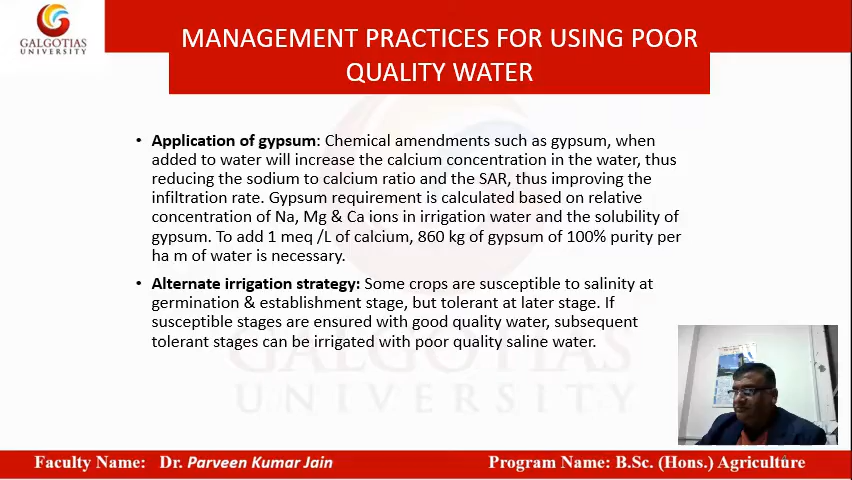 GALGOTIAS
UNIVERSITY
MANAGEMENT PRACTICES FOR USING POOR
QUALITY WATER
• Application of gypsum: Chemical amendments such as gypsum, when
added to water will increase the calcium concentration in the water, thus
reducing the sodium to calcium ratio and the SAR, thus improving the
infiltration rate. Gypsum requirement is calculated based on relative
concentration of Na, Mg & Ca ions in irrigation water and the solubility of
gypsum. To add 1 meq /L of calcium, 860 kg of gypsum of 100% purity per
ha m of water is necessary.
• Alternate irrigation strategy: Some crops are susceptible to salinity at
germination & establishment stage, but tolerant at later stage. If
susceptible stages are ensured with good quality water, subsequent
tolerant stages can be irrigated with poor quality saline water.
GALGOTIAS
UNIVERSITY
Faculty Name: Dr. Parveen Kumar Jain
Program Name: B.Sc. (Hons.) Agriculture